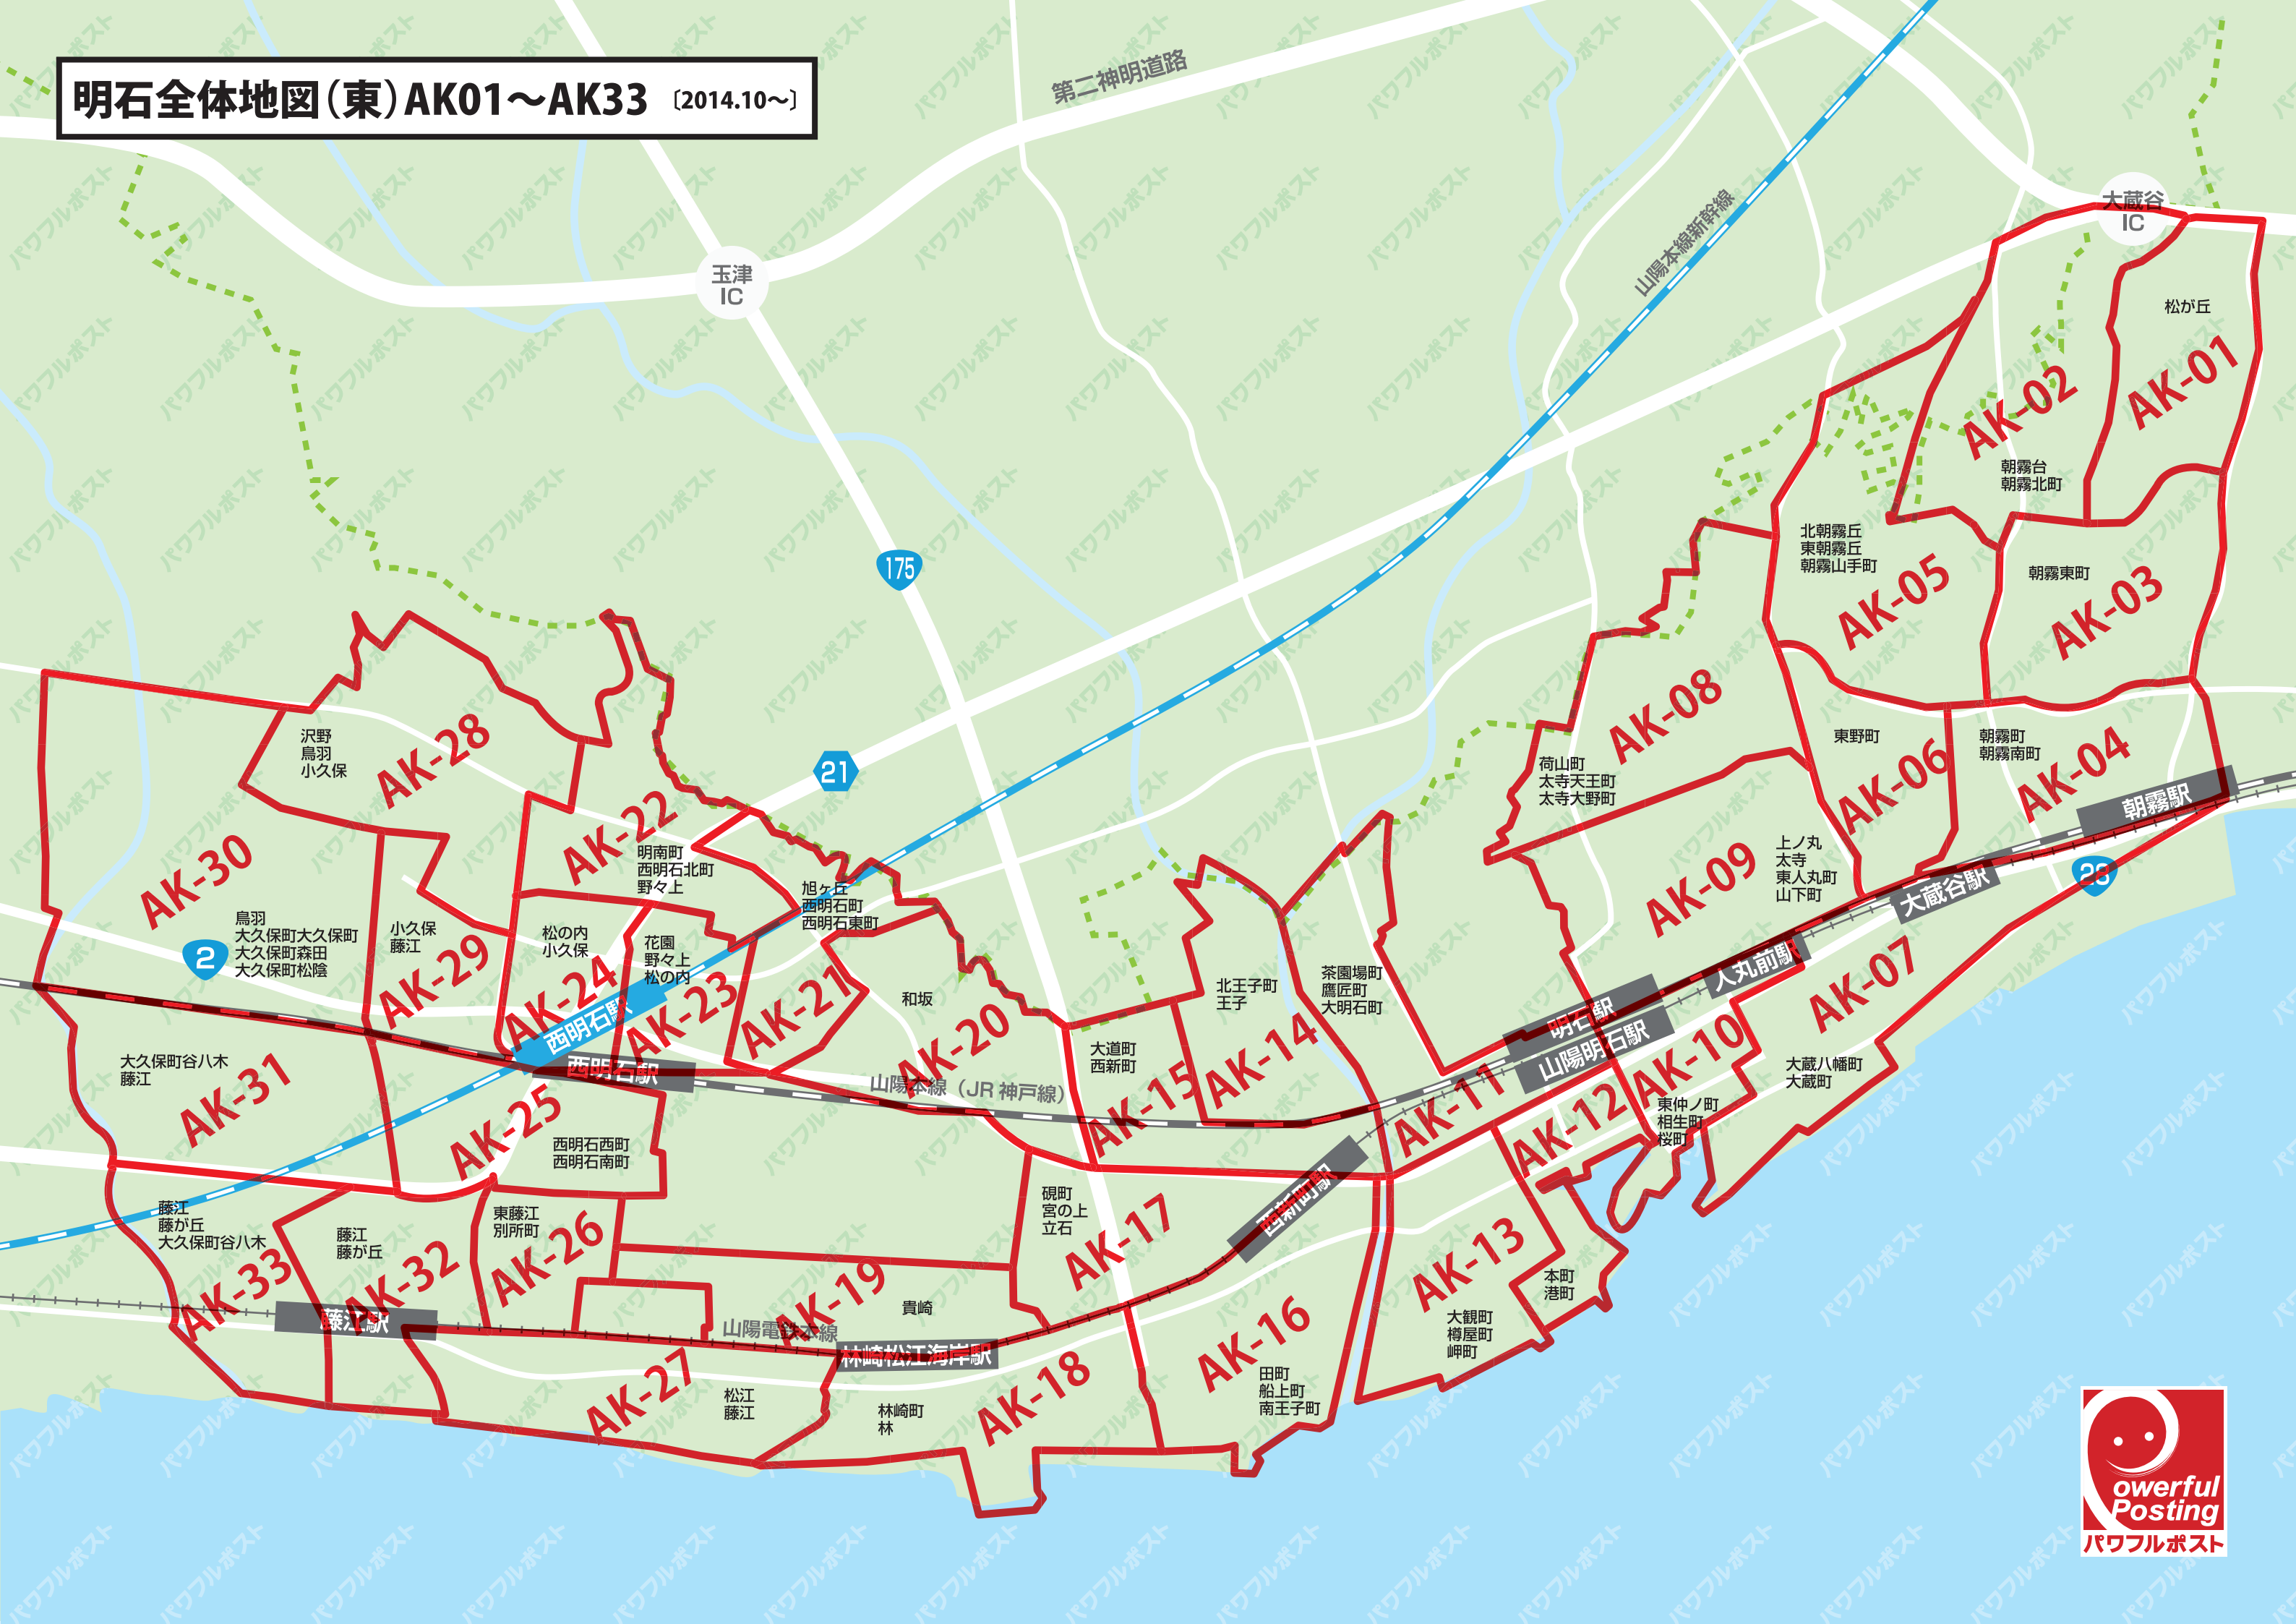 明石全体地図(東)AK01〜AK33 〔2014.10〜〕
第二神明道路
山陽本線新幹線
大蔵谷
IC
玉津
IC
松が丘
AK-01
AK-02
朝霧台
朝霧北町
北朝霧丘
東朝霧丘
朝霧山手町
AK-05
朝霧東町
AK-03
175
21
2
28
AK-08
荷山町
太寺天王町
太寺大野町
東野町
AK-06
朝霧町
朝霧南町
AK-04
朝霧駅
AK-09
上ノ丸
太寺
東人丸町
山下町
大蔵谷駅
人丸前駅
AK-07
大蔵八幡町
大蔵町
明石駅
山陽明石駅
AK-10
東仲ノ町
相生町
桜町
AK-11
AK-12
AK-13
本町
港町
大観町
樽屋町
岬町
茶園場町
鷹匠町
大明石町
北王子町
王子
AK-14
大道町
西新町
AK-15
西新町駅
AK-16
田町
船上町
南王子町
硯町
宮の上
立石
AK-17
AK-18
林崎町
林
AK-19
貴崎
山陽電鉄本線
林崎松江海岸駅
和坂
AK-20
山陽本線(JR 神戸線)
旭ヶ丘
西明石町
西明石東町
AK-21
AK-22
明南町
西明石北町
野々上
花園
野々上
松の内
AK-23
松の内
小久保
AK-24
西明石駅
西明石駅
AK-25
西明石西町
西明石南町
東藤江
別所町
AK-26
AK-27
松江
藤江
沢野
鳥羽
小久保
AK-28
小久保
藤江
AK-29
AK-30
鳥羽
大久保町大久保町
大久保町森田
大久保町松陰
大久保町谷八木
藤江
AK-31
藤江
藤が丘
AK-32
藤江
藤が丘
大久保町谷八木
AK-33
藤江駅
owerful
Posting
パワフルポスト